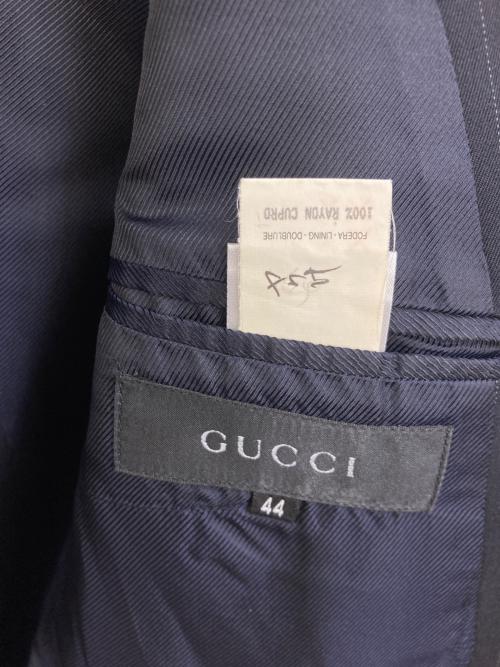 100% RAYON CUPRO
FODERA - LINING - DOUBLURE
GUCCI
44